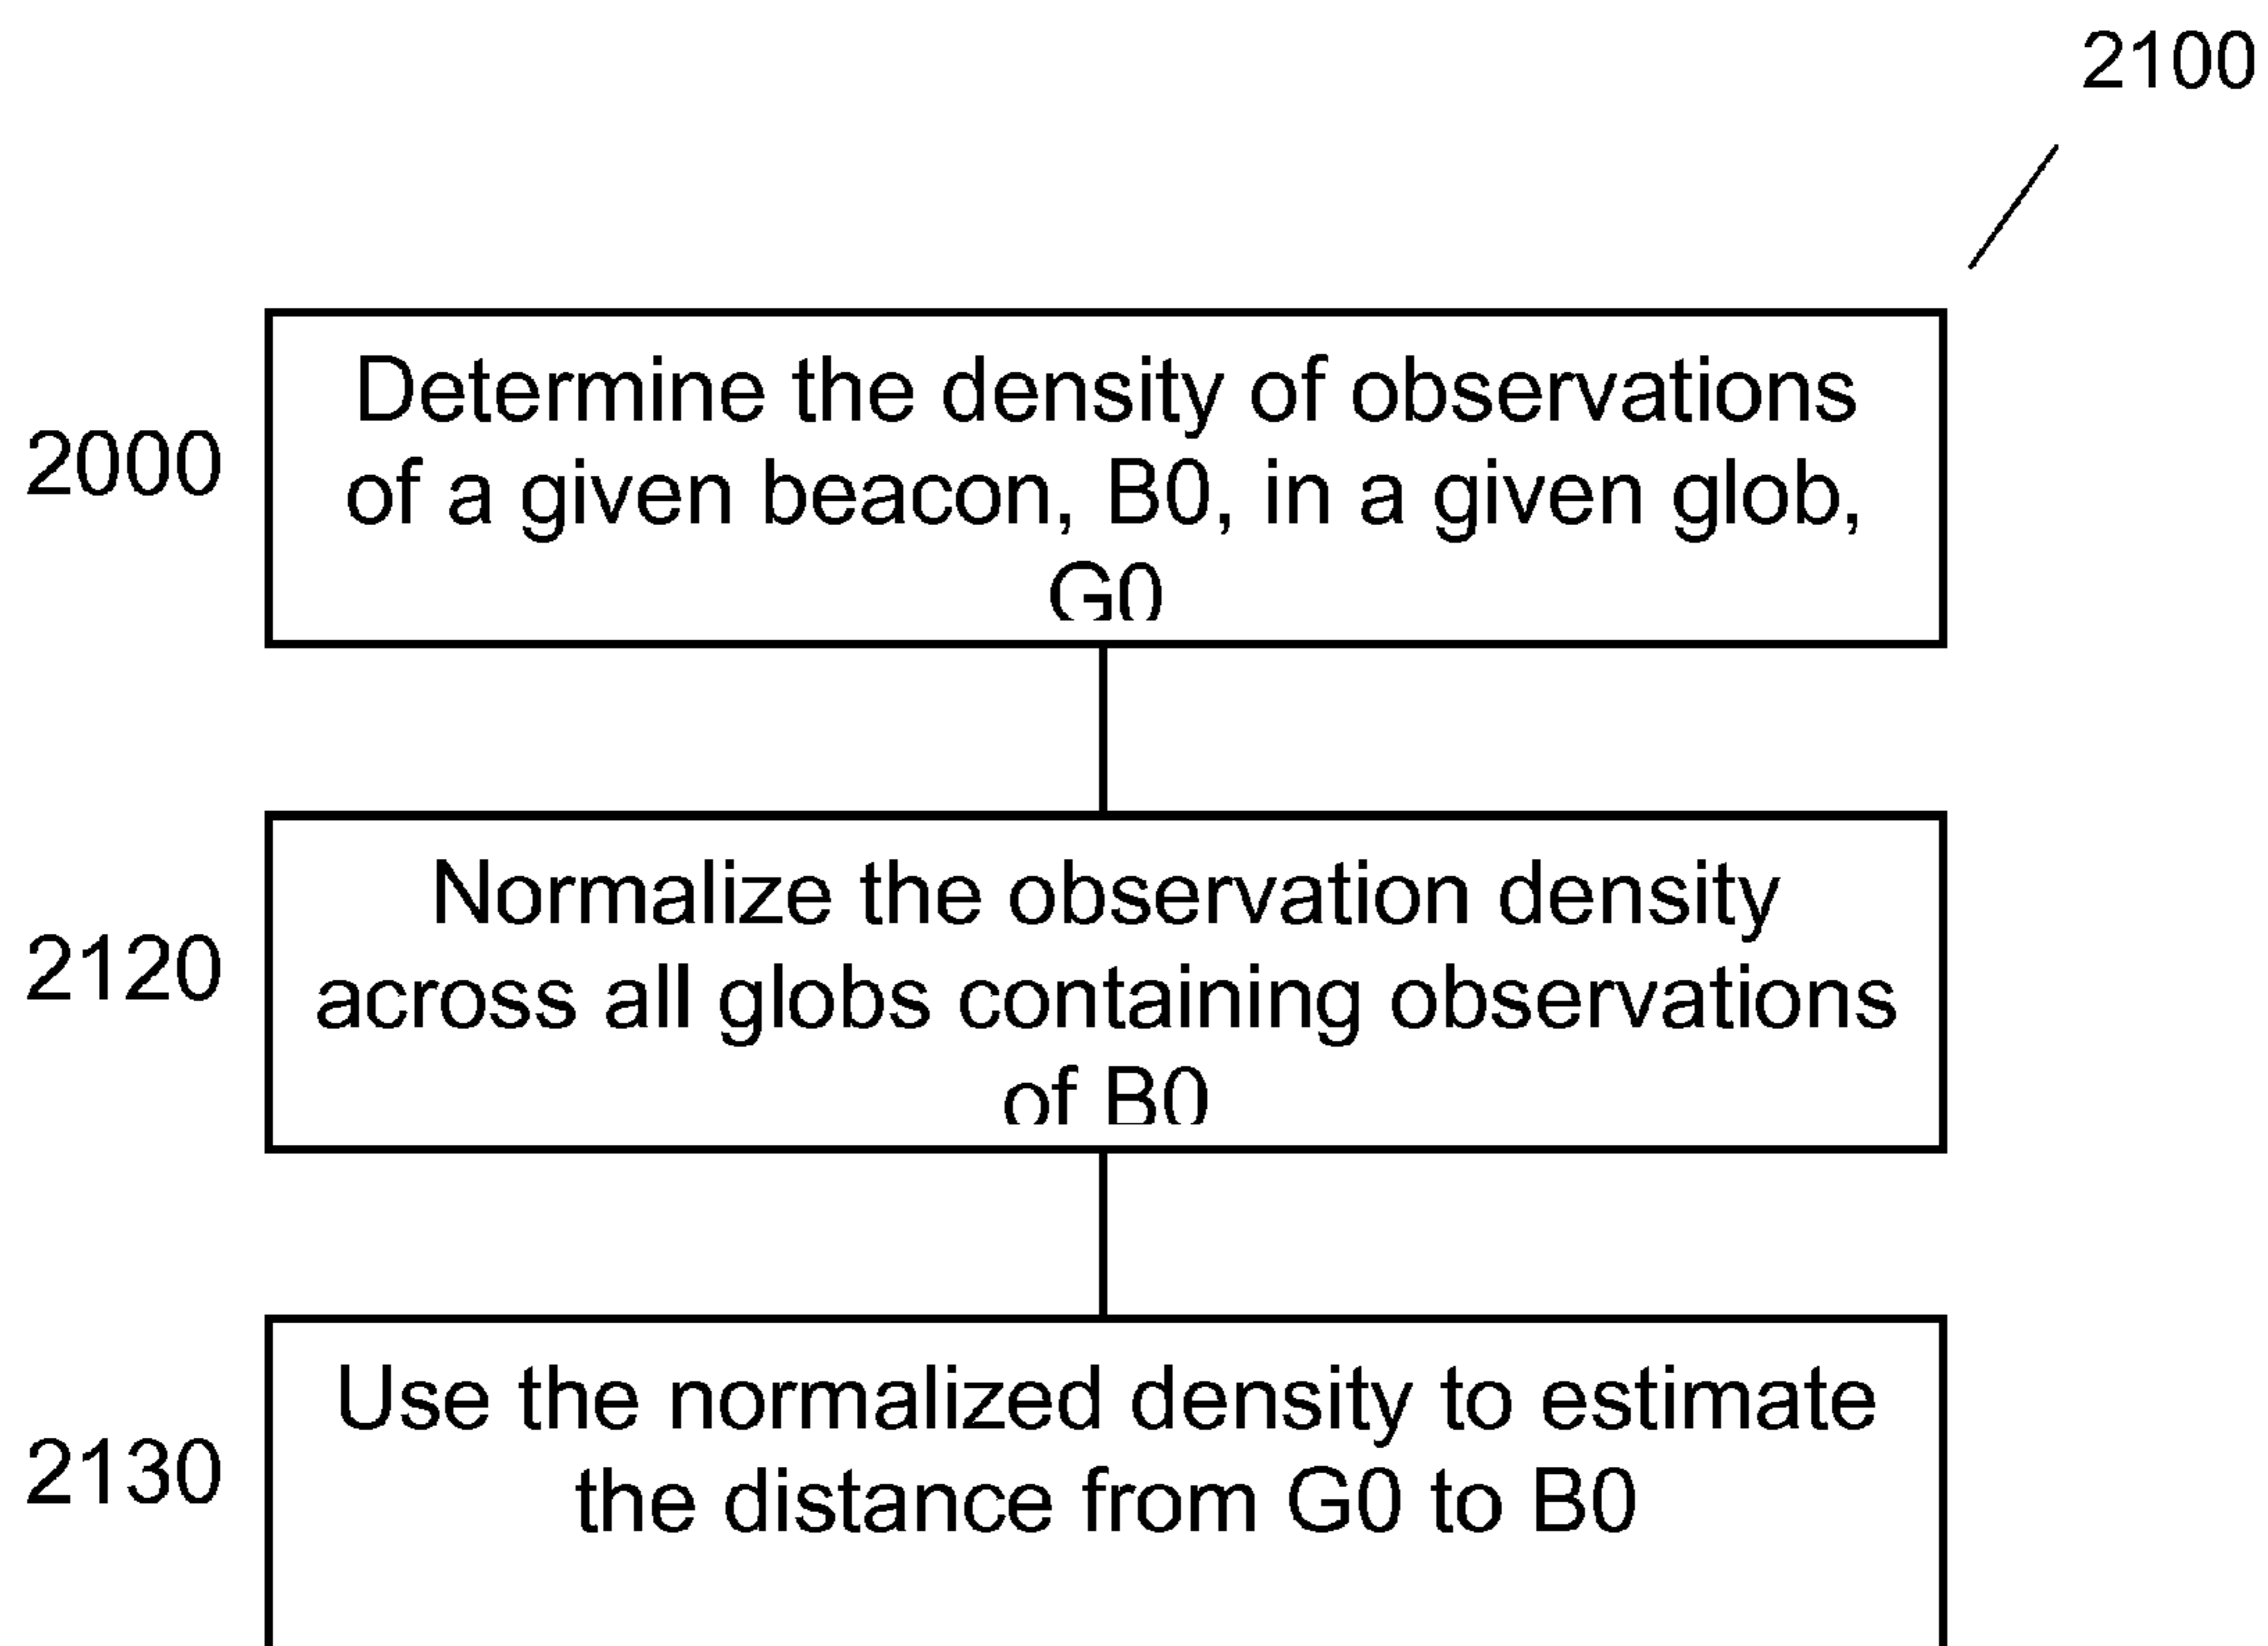 2100
Determine the density of observations
2000
of a given beacon, B0, in a given glob,
G0
Normalize the observation density
2120
across all globs containing observations
of B0
Use the normalized density to estimate
2130
the distance from G0 to B0